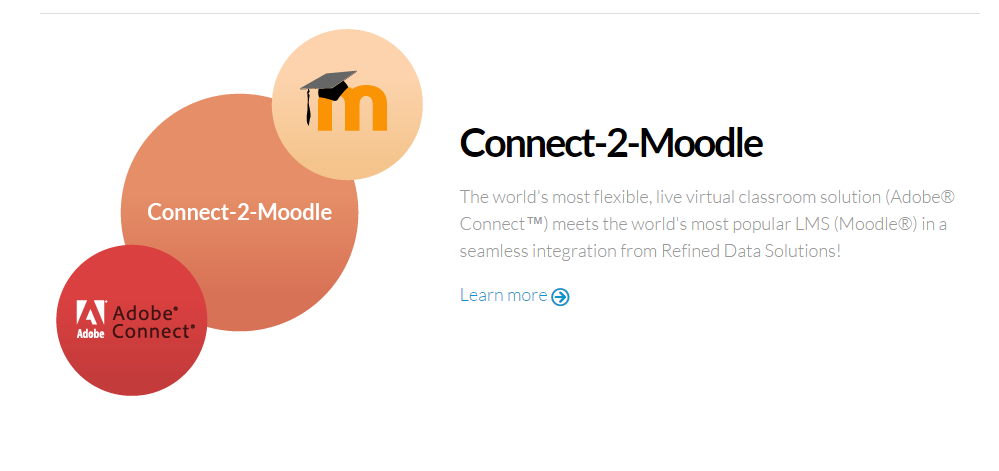 m
Connect-2-Moodle
Adobe
Adobe®
Connect®
Connect-2-Moodle
The world's most flexible, live virtual classroom solution (Adobe®
Connect™) meets the world's most popular LMS (Moodle®) in a
seamless integration from Refined Data Solutions!
Learn more